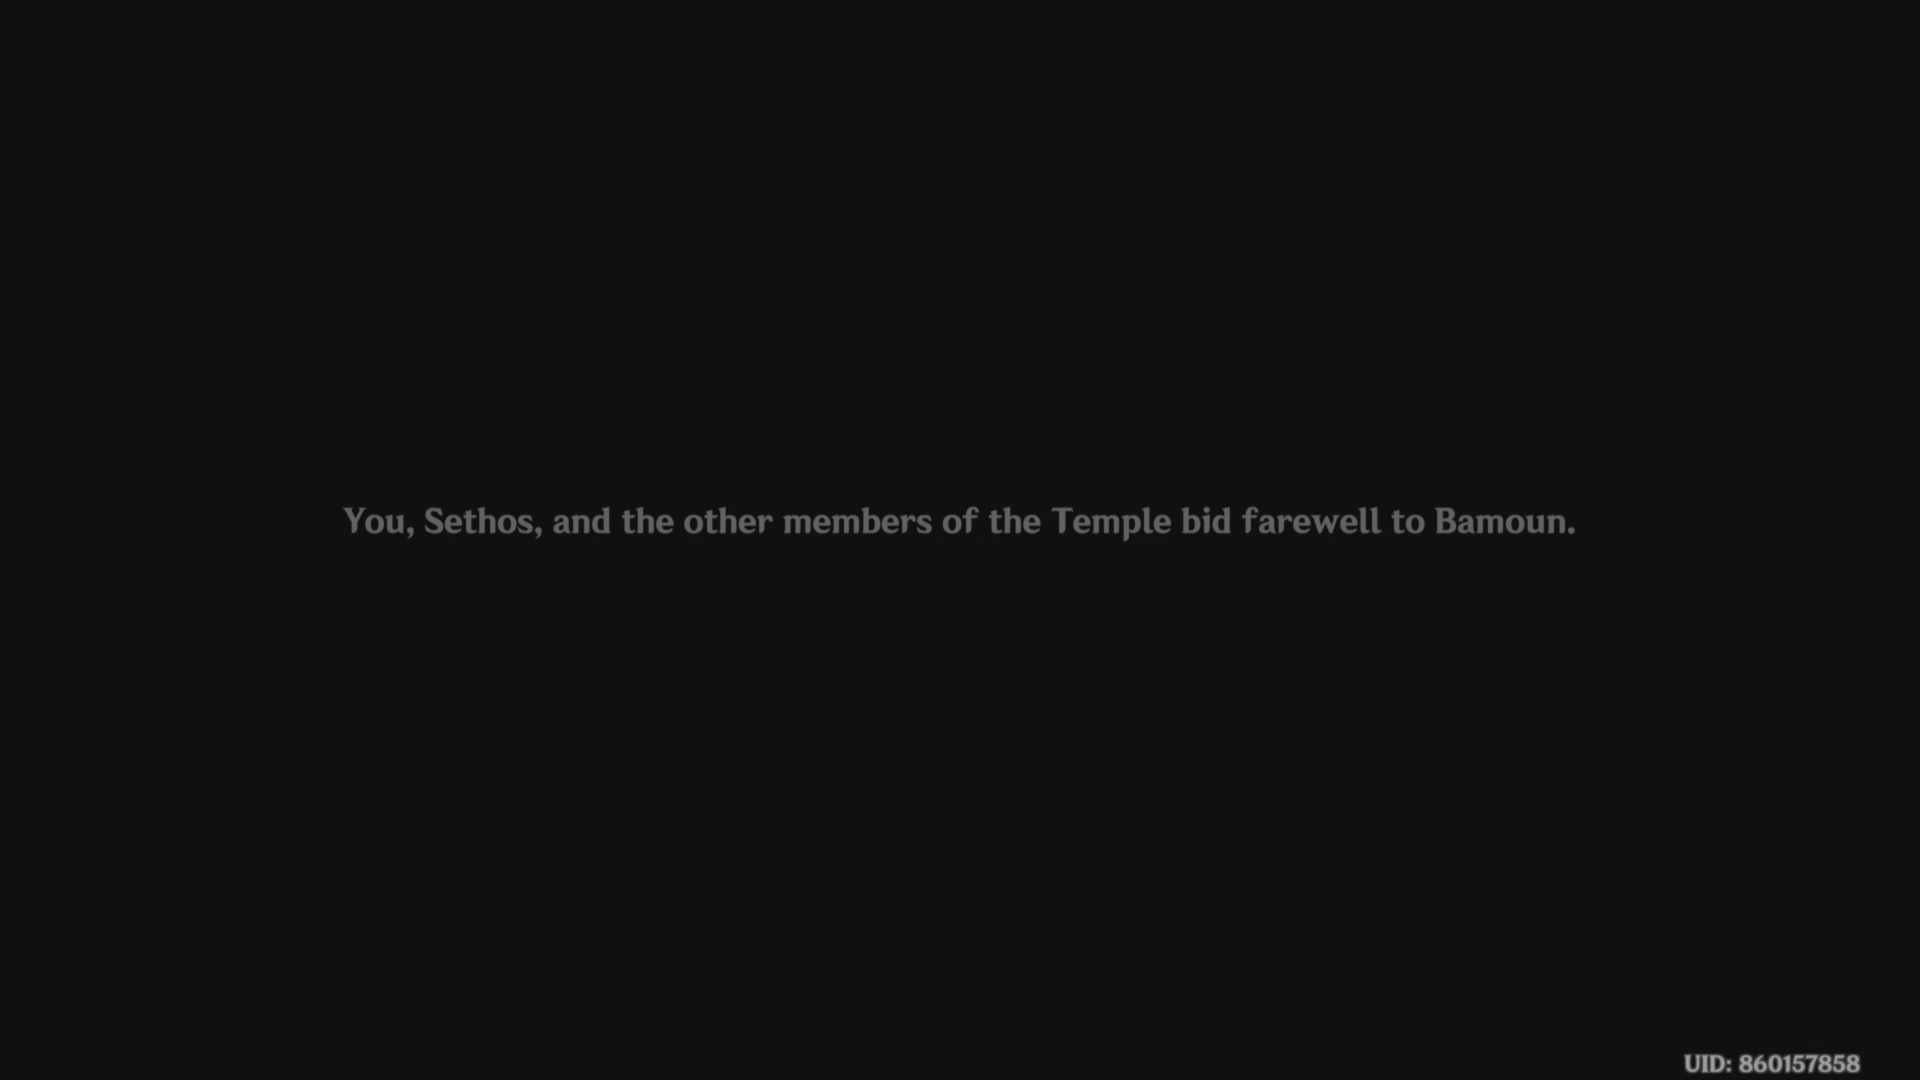 You, Sethos, and the other members of the Temple bid farewell to Bamoun.
UID: 860157858